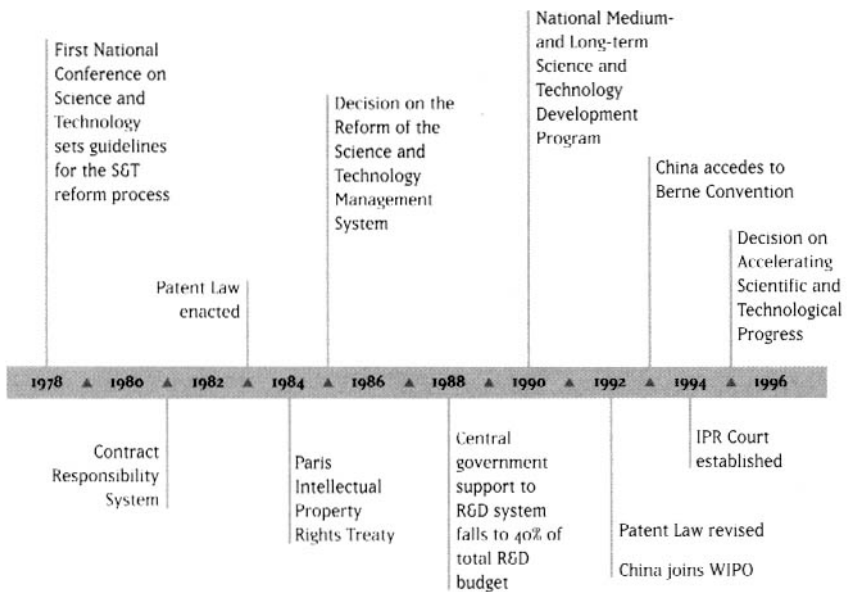 First National
Conference on
Science and
Technology
sets guidelines
for the S&T
reform process
Patent Law
enacted
Decision on the
Reform of the
Science and
Technology
Management
System
National Medium-
and Long-term
Science and
Technology
Development
Program
China accedes to
Berne Convention
Decision on
Accelerating
Scientific and
Technological
Progress
1978 ▲ 1980 ▲ 1982 ▲ 1984 ▲ 1986 ▲ 1988 ▲ 1990 ▲ 1992 ▲ 1994 ▲ 1996
Contract
Responsibility
System
Paris
Intellectual
Property
Rights Treaty
Central
government
support to
R&D system
falls to 40% of
total R&D
budget
Patent Law revised
China joins WIPO
IPR Court
established